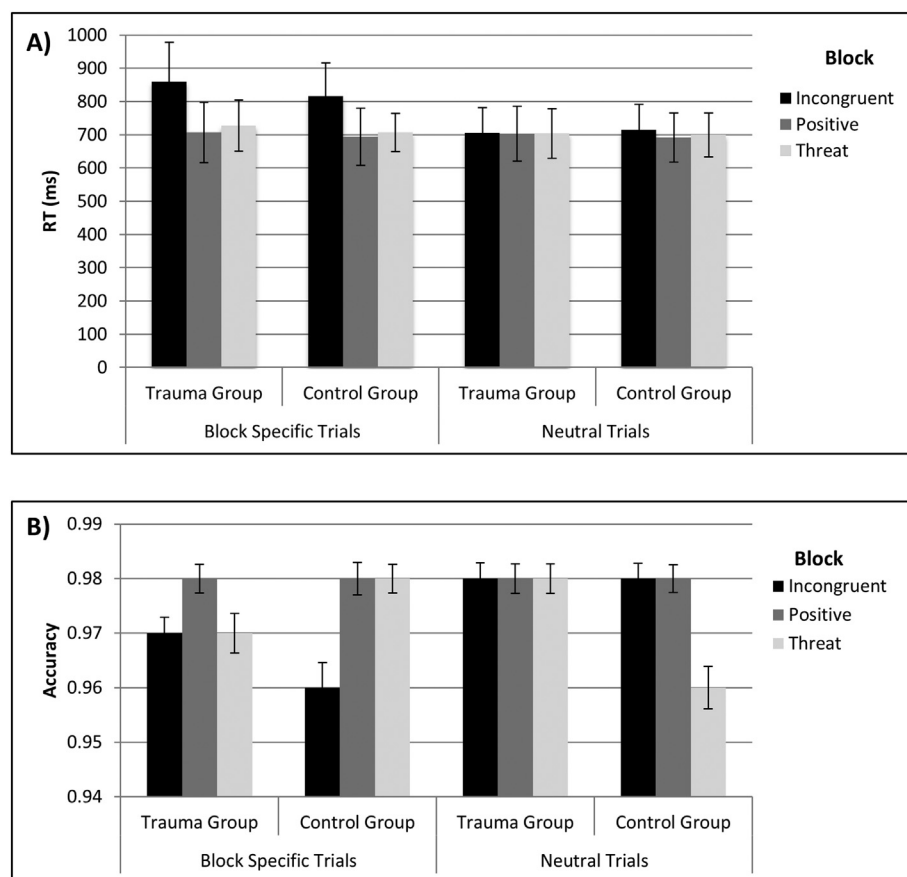 A)
1000
900
800
700
600
500
400
300
200
100
0
RT (ms)
Trauma Group Control Group Trauma Group Control Group
Block Specific Trials Neutral Trials
Block
Incongruent
Positive
Threat
B)
0.99
0.98
0.97
0.96
0.95
0.94
Accuracy
Trauma Group Control Group Trauma Group Control Group
Block Specific Trials Neutral Trials
Block
Incongruent
Positive
Threat